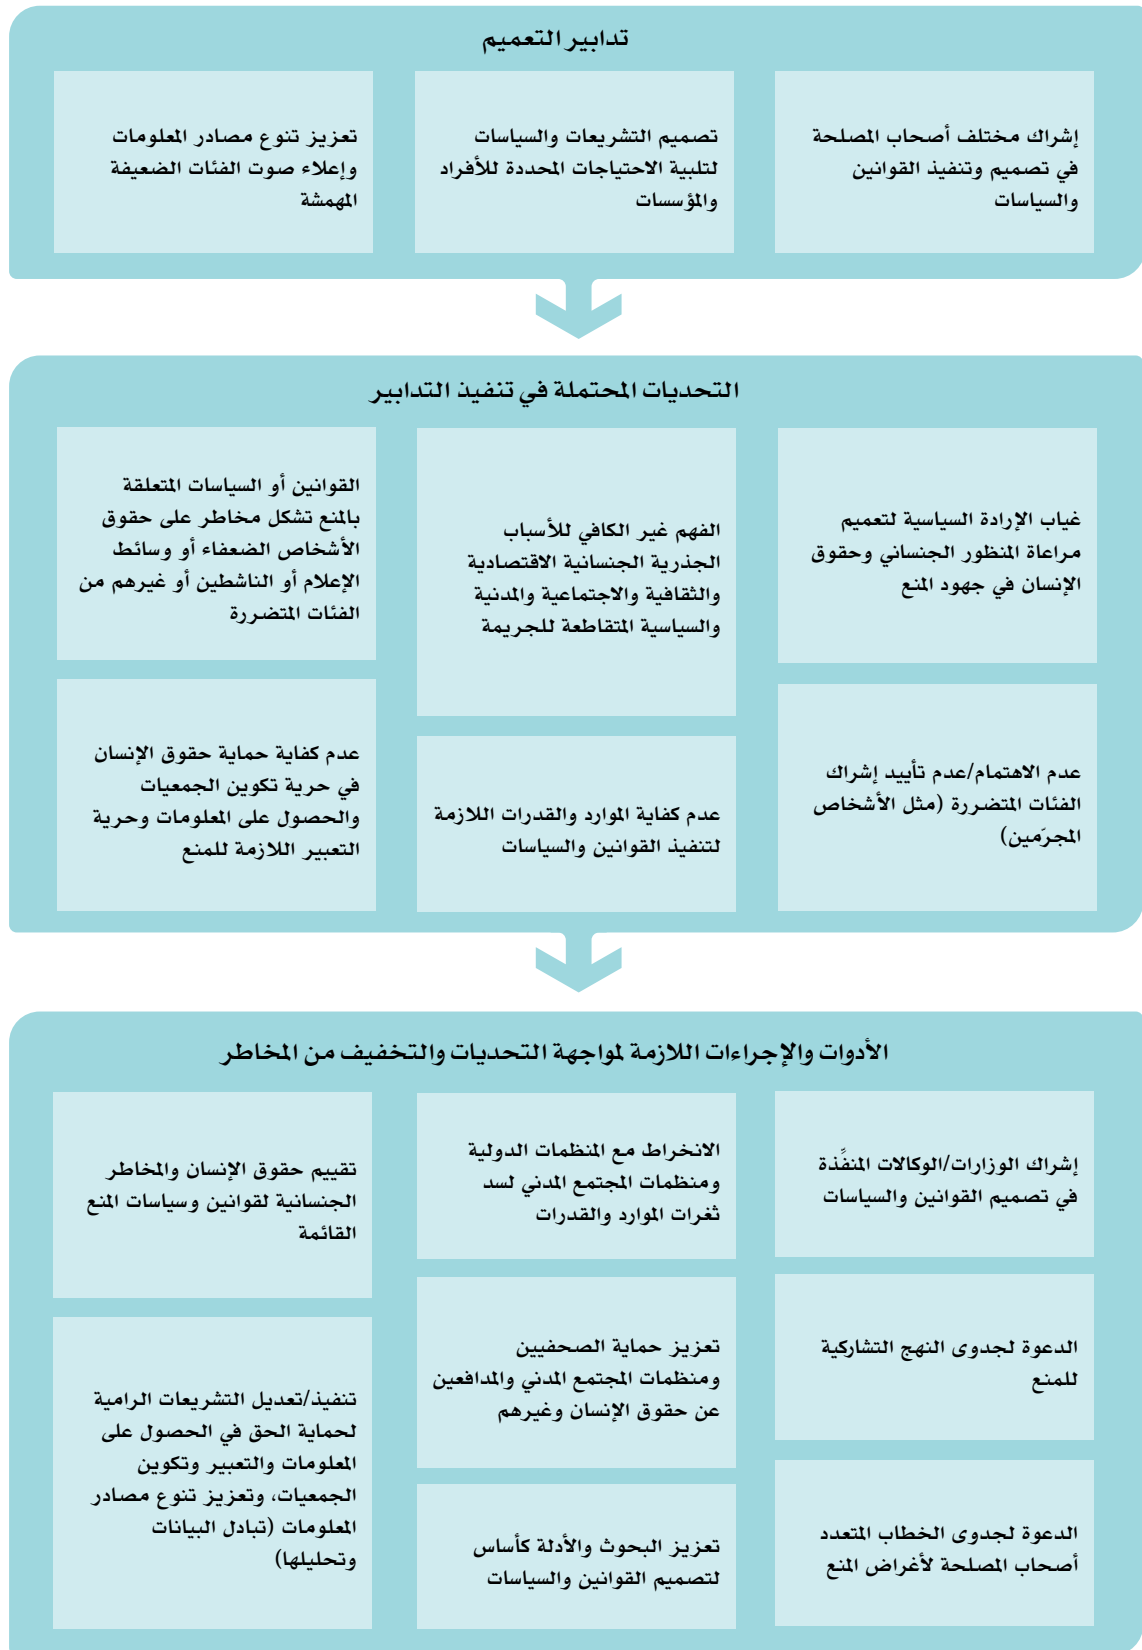 تدابير التعميم
إشراك مختلف أصحاب المصلحة
في تصميم وتنفيذ القوانين
والسياسات
تصميم التشريعات والسياسات
لتلبية الاحتياجات المحددة للأفراد
والمؤسسات
تعزيز تنوع مصادر المعلومات
وإعلاء صوت الفئات الضعيفة
المهمشة
التحديات المحتملة في تنفيذ التدابير
غياب الإرادة السياسية لتعميم
مراعاة المنظور الجنساني وحقوق
الإنسان في جهود المنع
الفهم غير الكافي للأسباب
الجذرية الجنسانية الاقتصادية
والثقافية والاجتماعية والمدنية
والسياسية المتقاطعة للجريمة
القوانين أو السياسات المتعلقة
بالمنع تشكل مخاطر على حقوق
الأشخاص الضعفاء أو وسائط
الإعلام أو الناشطين أو غيرهم من
الفئات المتضررة
عدم الاهتمام/عدم تأييد إشراك
الفئات المتضررة (مثل الأشخاص
المجرّمين)
عدم كفاية الموارد والقدرات اللازمة
لتنفيذ القوانين والسياسات
عدم كفاية حماية حقوق الإنسان
في حرية تكوين الجمعيات
والحصول على المعلومات وحرية
التعبير اللازمة للمنع
الأدوات والإجراءات اللازمة لمواجهة التحديات والتخفيف من المخاطر
إشراك الوزارات/الوكالات المنفِّذة
في تصميم القوانين والسياسات
الانخراط مع المنظمات الدولية
ومنظمات المجتمع المدني لسد
ثغرات الموارد والقدرات
تقييم حقوق الإنسان والمخاطر
الجنسانية لقوانين وسياسات المنع
القائمة
الدعوة لجدوى النهج التشاركية
للمنع
تعزيز حماية الصحفيين
ومنظمات المجتمع المدني والمدافعين
عن حقوق الإنسان وغيرهم
تنفيذ/تعديل التشريعات الرامية
لحماية الحق في الحصول على
المعلومات والتعبير وتكوين
الجمعيات، وتعزيز تنوع مصادر
المعلومات (تبادل البيانات
وتحليلها)
الدعوة لجدوى الخطاب المتعدد
أصحاب المصلحة لأغراض المنع
تعزيز البحوث والأدلة كأساس
لتصميم القوانين والسياسات